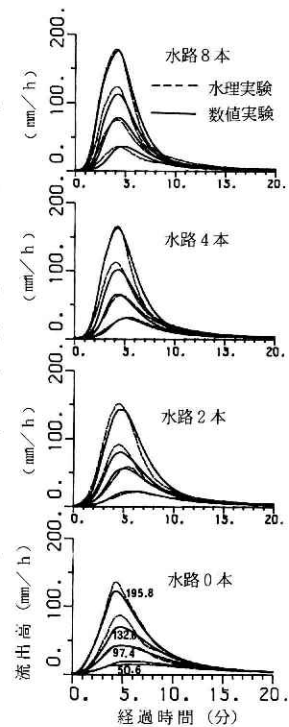 水路8本
200.
(mm/h)
100.
0.
----- 水理実験
—— 数値実験
0. 5. 10. 15. 20.
水路4本
200.
(mm/h)
100.
0.
0. 5. 10. 15. 20.
水路2本
200.
(mm/h)
100.
0.
0. 5. 10. 15. 20.
水路0本
200.
流出高 (mm/h)
100.
0.
195.8
97.4
50.6
0. 5. 10. 15. 20.
経過時間 (分)